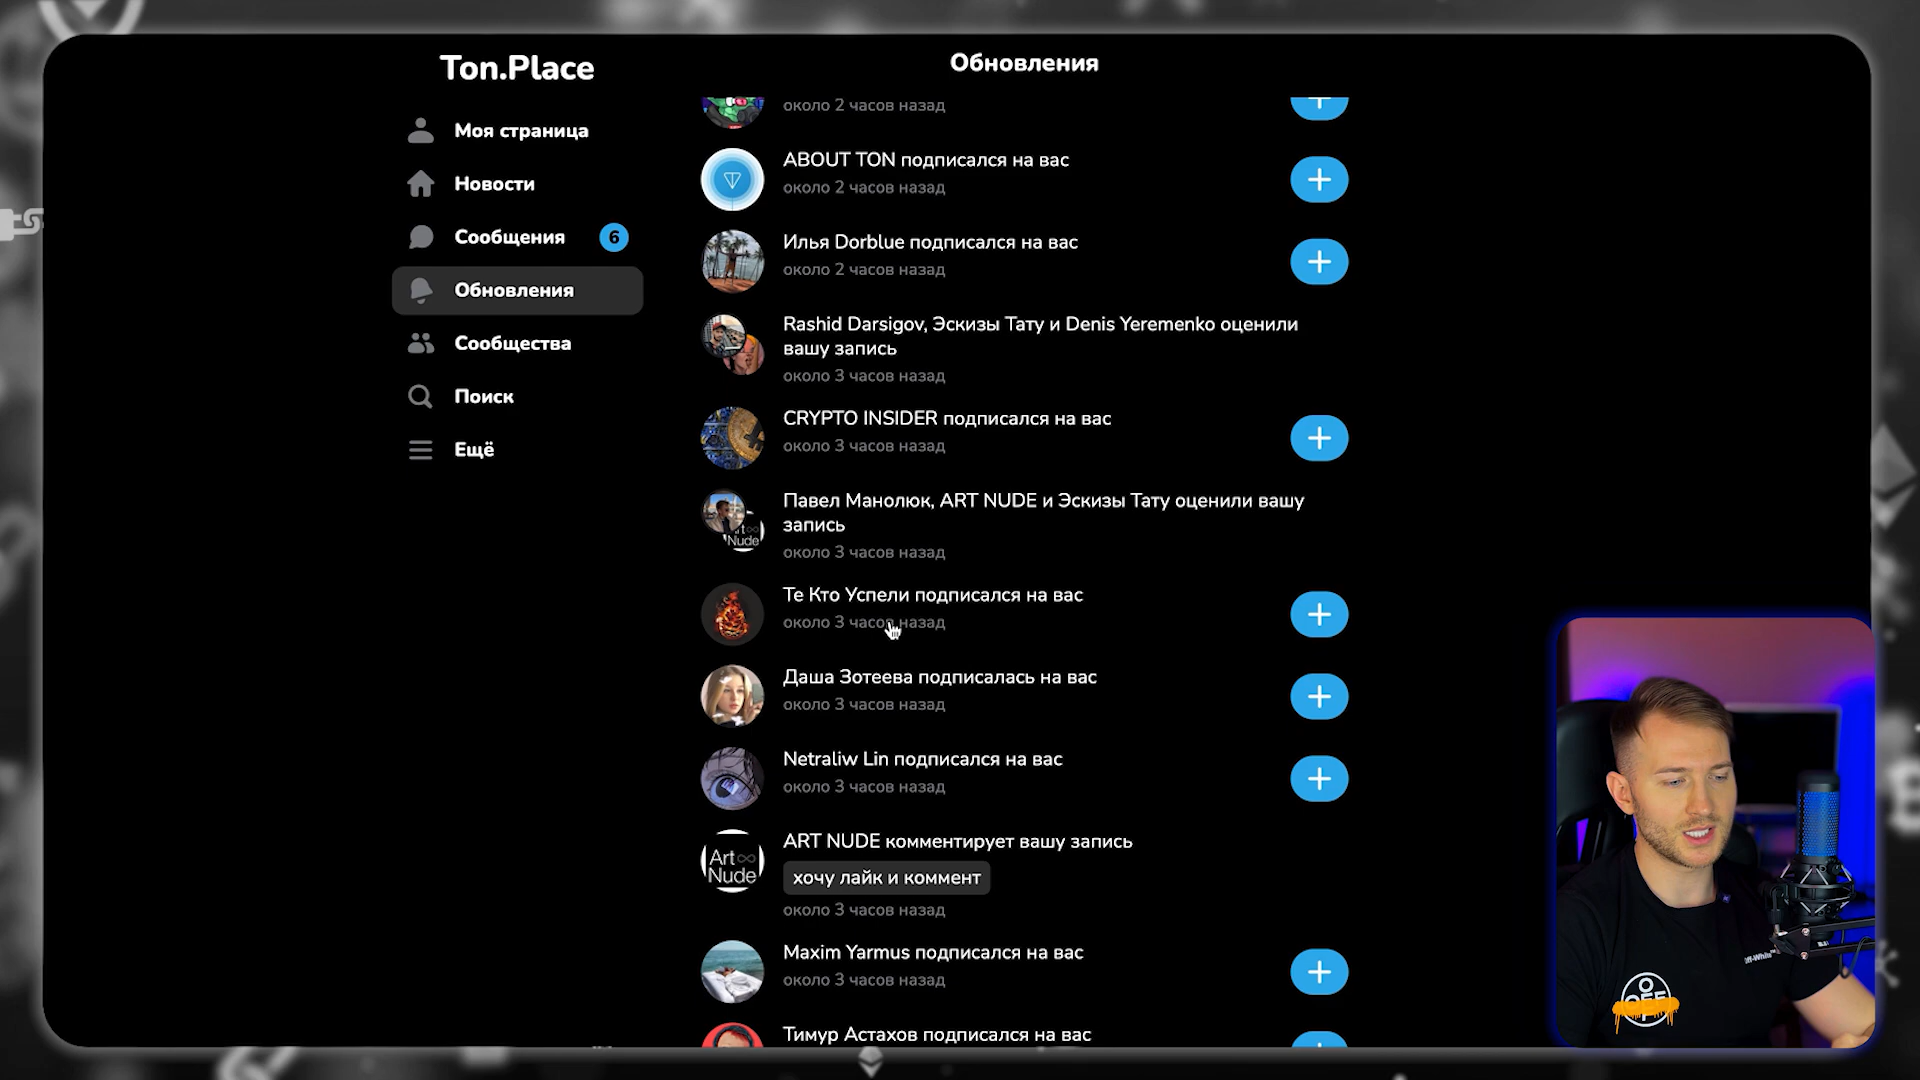 Ton.Place
Обновления
Моя страница
Новости
Сообщения 6
Обновления
Сообщества
Поиск
Ещё
около 2 часов назад
ABOUT TON подписался на вас
около 2 часов назад
Илья Dorblue подписался на вас
около 2 часов назад
Rashid Darsigov, Эскизы Тату и Denis Yeremenko оценили
вашу запись
около 3 часов назад
CRYPTO INSIDER подписался на вас
около 3 часов назад
Павел Манолюк, ART NUDE и Эскизы Тату оценили вашу
запись
около 3 часов назад
Nude
Те Кто Успели подписался на вас
около 3 часов назад
Даша Зотеева подписалась на вас
около 3 часов назад
Netraliw Lin подписался на вас
около 3 часов назад
ART NUDE комментирует вашу запись
хочу лайк и коммент
около 3 часов назад
Art∞
Nude
Maxim Yarmus подписался на вас
около 3 часов назад
Тимур Астахов подписался на вас